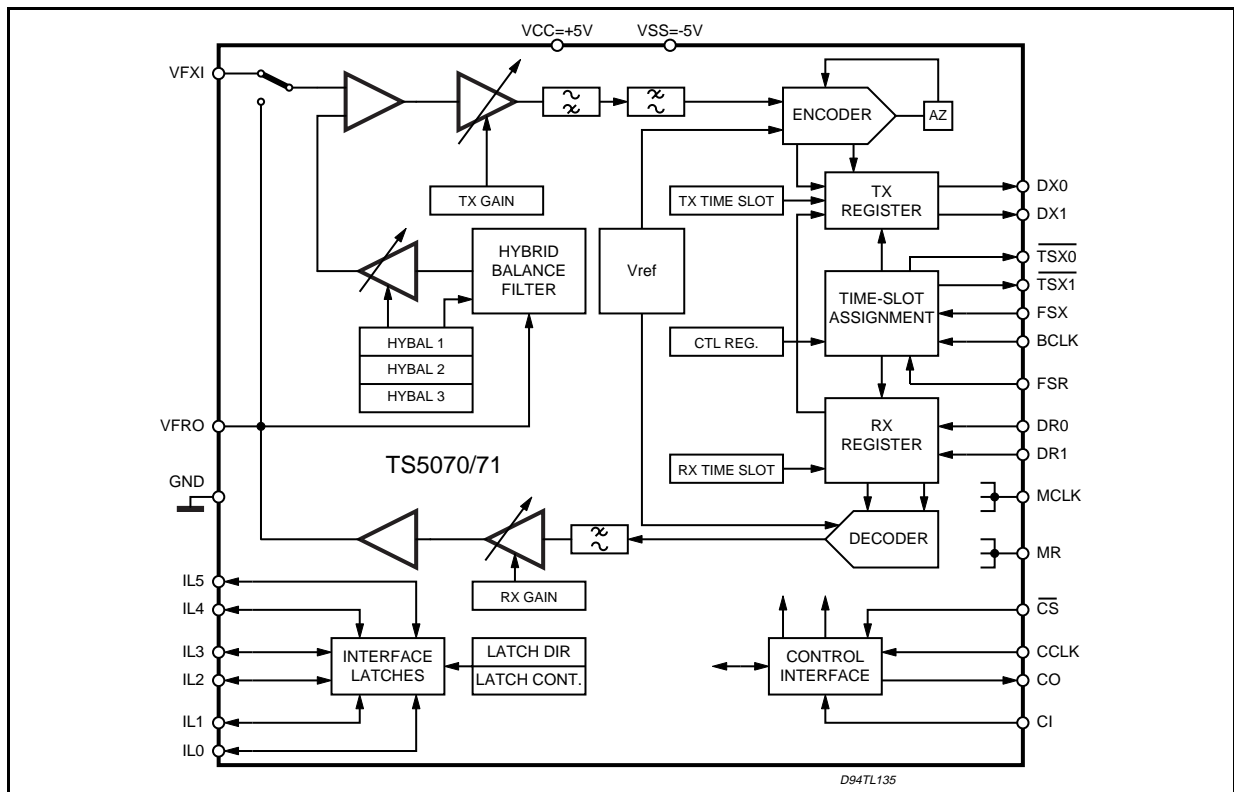 VCC=+5V
VSS=-5V
VFXI
ENCODER
AZ
TX GAIN
TX TIME SLOT
TX
REGISTER
DX0
DX1
HYBRID
BALANCE
FILTER
Vref
TSX0
TSX1
TIME-SLOT
ASSIGNMENT
FSX
BCLK
CTL REG.
HYBAL 1
HYBAL 2
HYBAL 3
FSR
VFRO
RX
REGISTER
DR0
DR1
TS5070/71
RX TIME SLOT
GND
MCLK
DECODER
MR
RX GAIN
IL5
IL4
IL3
IL2
IL1
IL0
INTERFACE
LATCHES
LATCH DIR
LATCH CONT.
CONTROL
INTERFACE
CS
CCLK
CO
CI
D94TL135